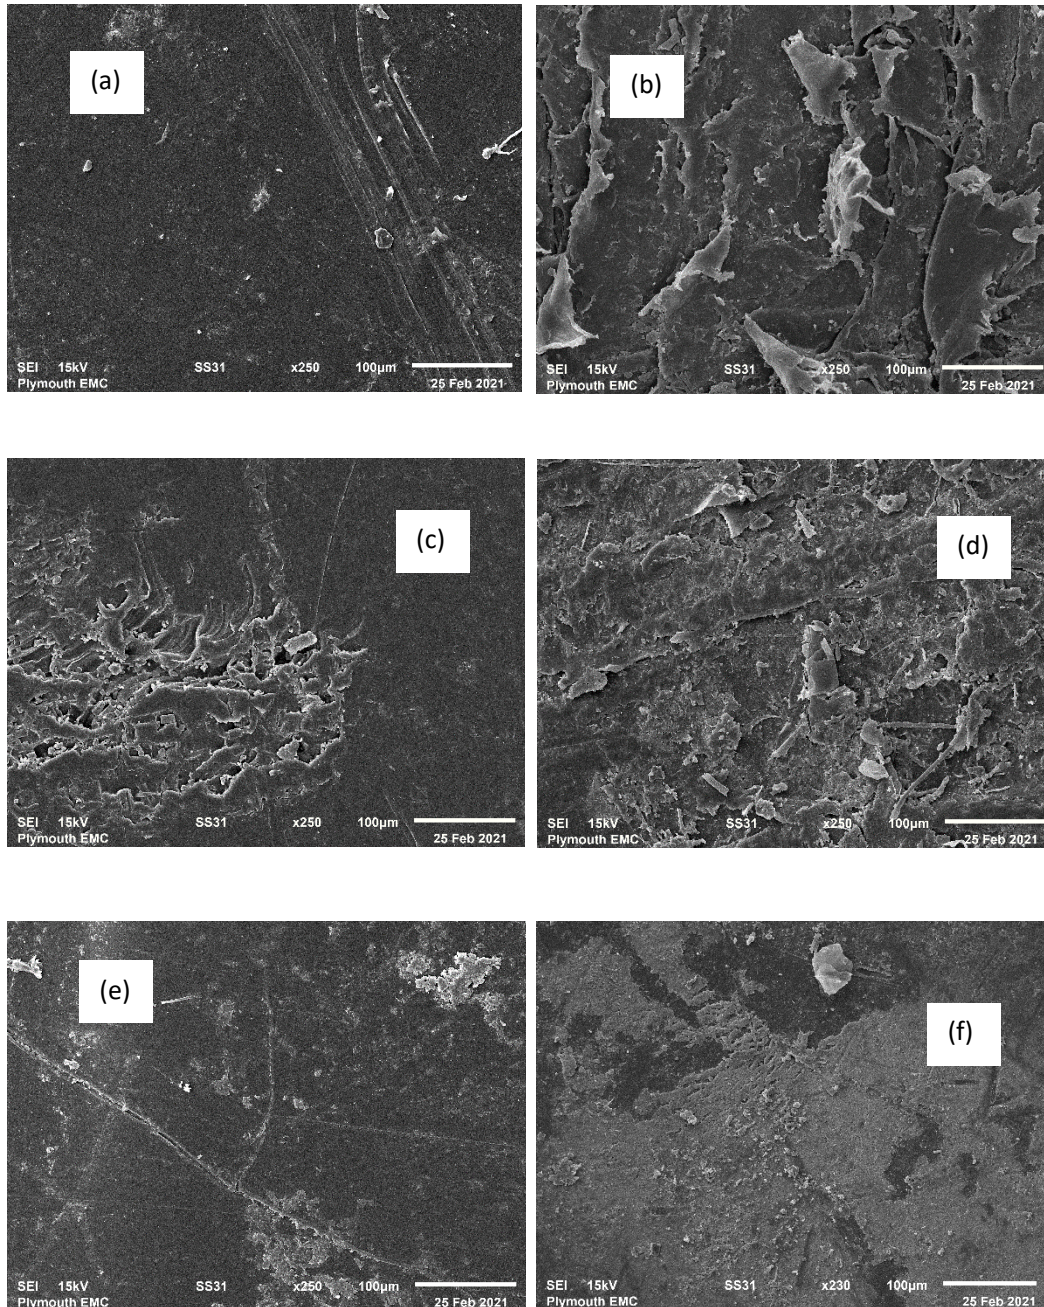 (a)
SEI 15kV SS31 x250 100µm
Plymouth EMC 25 Feb 2021
(b)
SEI 15kV SS31 x250 100µm
Plymouth EMC 25 Feb 2021
(c)
SEI 15kV SS31 x250 100µm
Plymouth EMC 25 Feb 2021
(d)
SEI 15kV SS31 x250 100µm
Plymouth EMC 25 Feb 2021
(e)
SEI 15kV SS31 x250 100µm
Plymouth EMC 25 Feb 2021
(f)
SEI 15kV SS31 x230 100µm
Plymouth EMC 25 Feb 2021